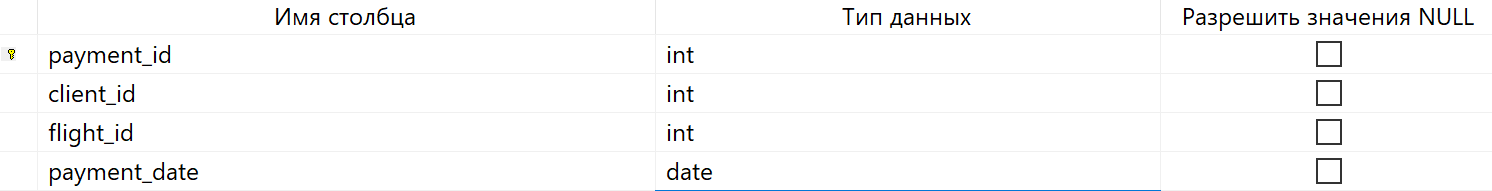 Имя столбца Тип данных Разрешить значения NULL
payment_id int
client_id int
flight_id int
payment_date date